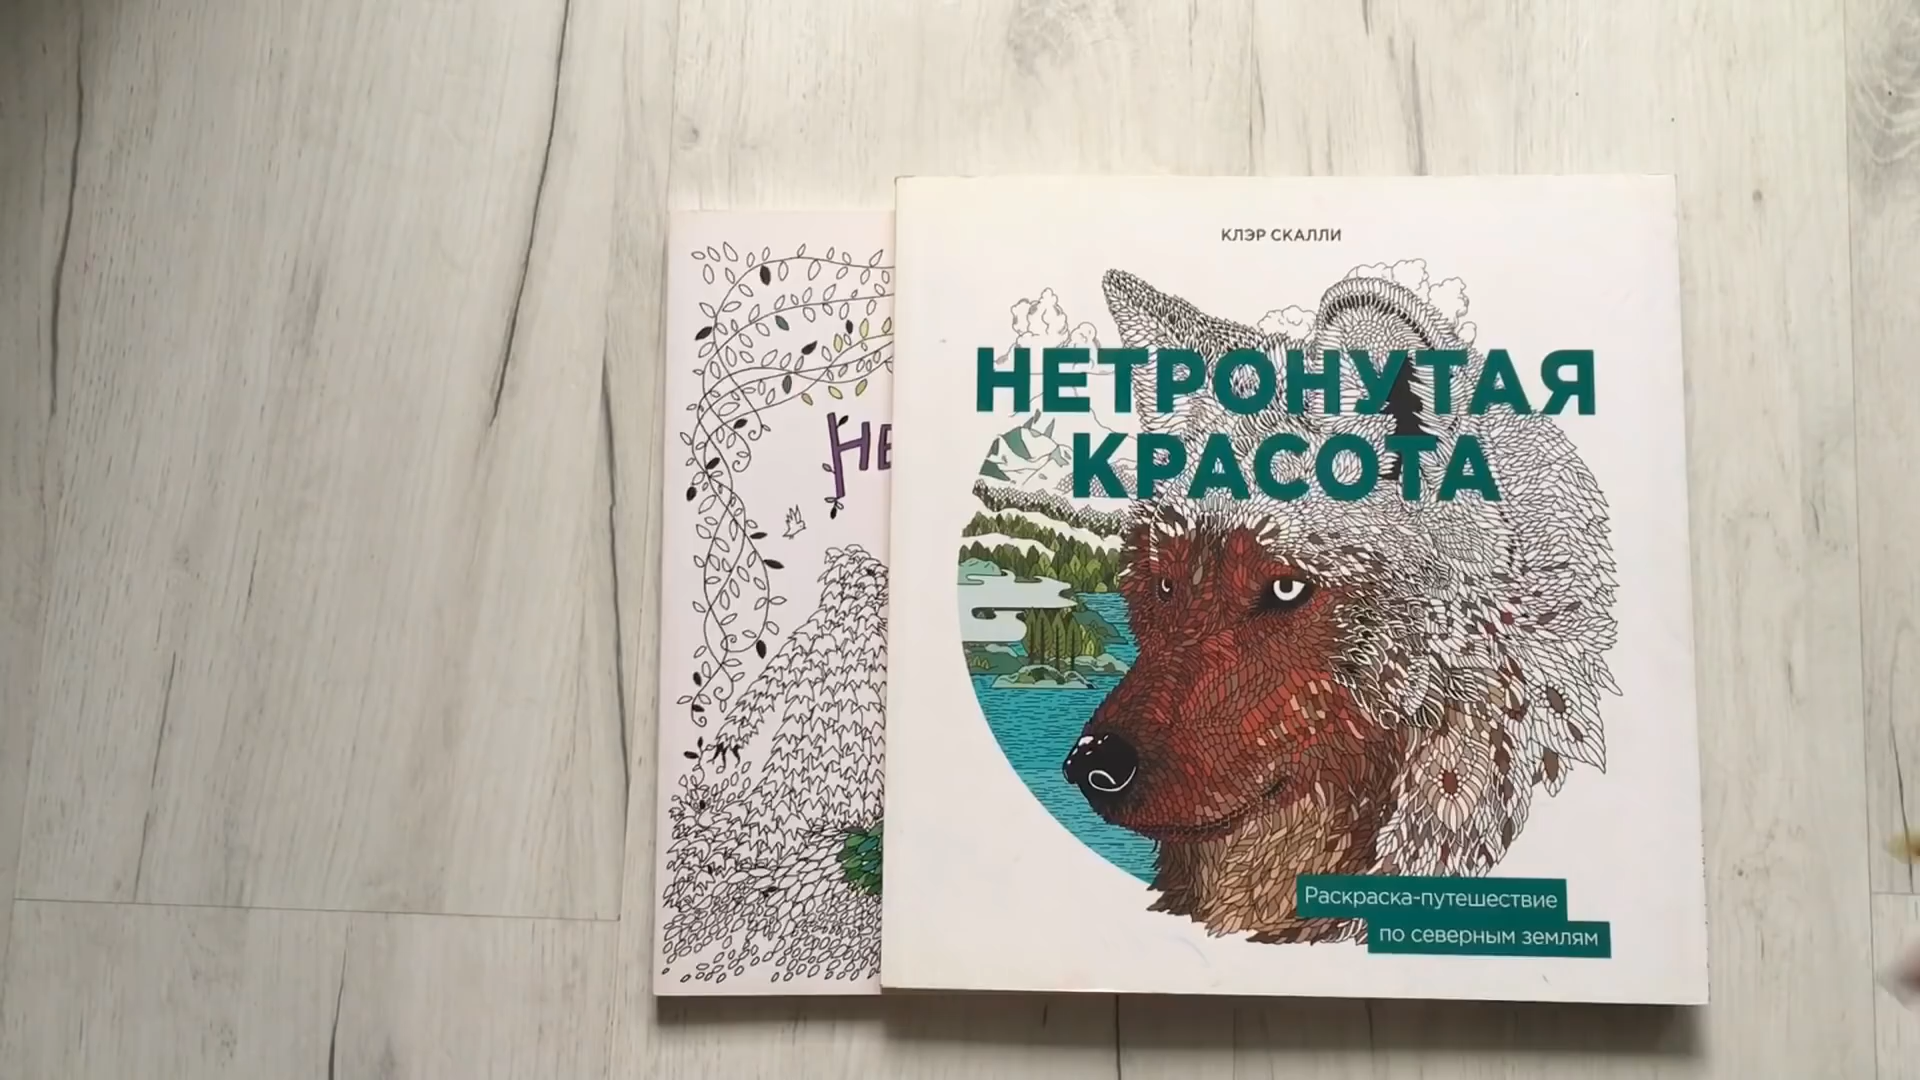 КЛЭР СКАЛЛИ
НЕТРОНУТАЯ
КРАСОТА
Раскраска-путешествие
по северным землям